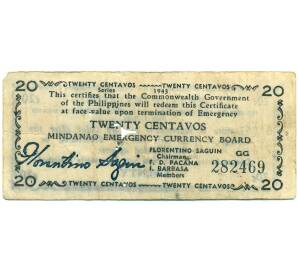 20 TWENTY CENTAVOS TWENTY CENTAVOS 20
Series 1943
This certifies that the Commonwealth Government
of the Philippines will redeem this Certificate
at face value upon termination of Emergency
TWENTY CENTAVOS
MINDANAO EMERGENCY CURRENCY BOARD
Florentino Saguin
FLORENTINO SAGUIN GG
Chairman
F. D. PACANA 282469
I. BARBASA
Members
20 TWENTY CENTAVOS TWENTY CENTAVOS 20